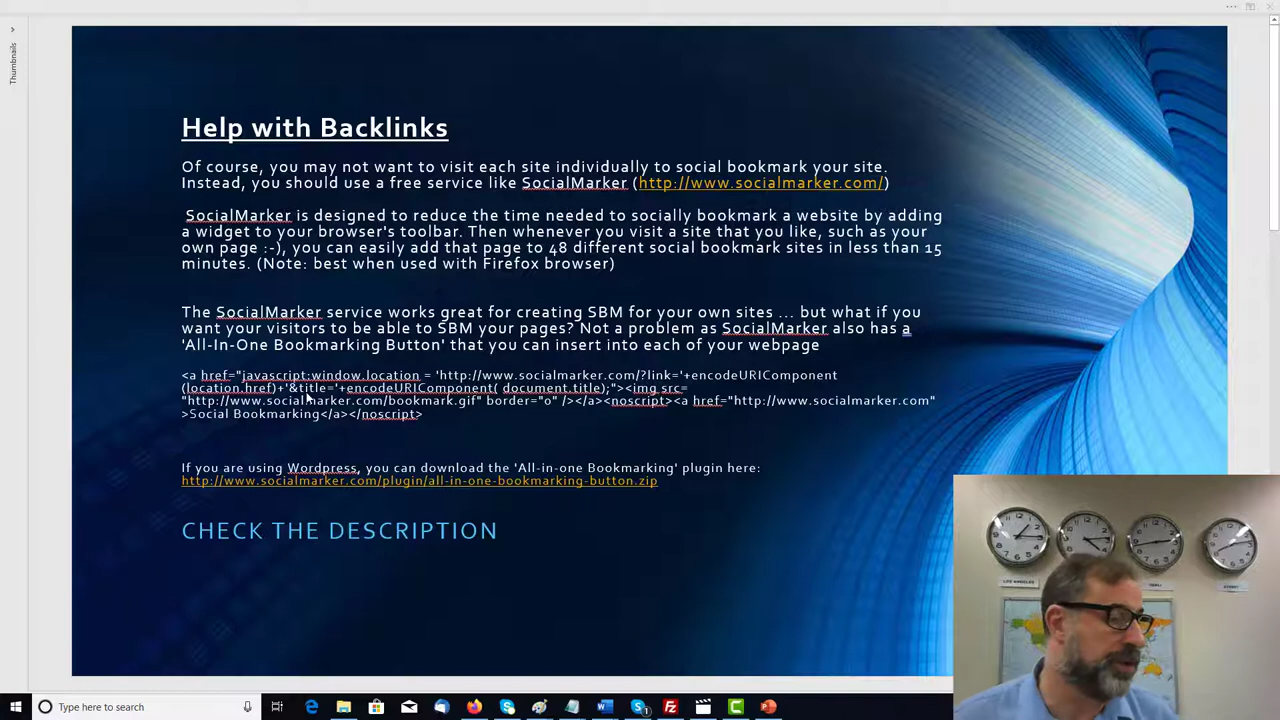 Thumbnails
Help with Backlinks
Of course, you may not want to visit each site individually to social bookmark your site.
Instead, you should use a free service like SocialMarker (http://www.socialmarker.com/)
SocialMarker is designed to reduce the time needed to socially bookmark a website by adding
a widget to your browser's toolbar. Then whenever you visit a site that you like, such as your
own page :-), you can easily add that page to 48 different social bookmark sites in less than 15
minutes. (Note: best when used with Firefox browser)
The SocialMarker service works great for creating SBM for your own sites ... but what if you
want your visitors to be able to SBM your pages? Not a problem as SocialMarker also has a
'All-In-One Bookmarking Button' that you can insert into each of your webpage
<a href="javascript:window.location = 'http://www.socialmarker.com/?link='+encodeURIComponent
(location.href)+'&title='+encodeURIComponent( document.title);"><img src=
"http://www.socialmarker.com/bookmark.gif" border="0" /></a><noscript><a href="http://www.socialmarker.com"
>Social Bookmarking</a></noscript>
If you are using Wordpress, you can download the 'All-in-one Bookmarking' plugin here:
http://www.socialmarker.com/plugin/all-in-one-bookmarking-button.zip
CHECK THE DESCRIPTION
LOS ANGELES
SYDNEY
Type here to search